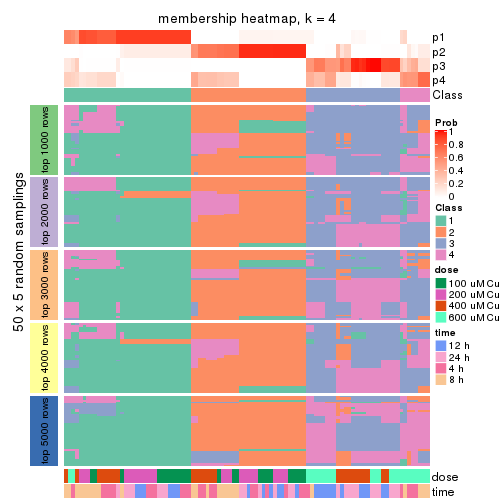 membership heatmap, k = 4
p1
p2
p3
p4
Class
50 x 5 random samplings
top 1000 rows
top 2000 rows
top 3000 rows
top 4000 rows
top 5000 rows
dose
time
Prob
1
0.8
0.6
0.4
0.2
0
Class
1
2
3
4
dose
100 uM Cu
200 uM Cu
400 uM Cu
600 uM Cu
time
12 h
24 h
4 h
8 h